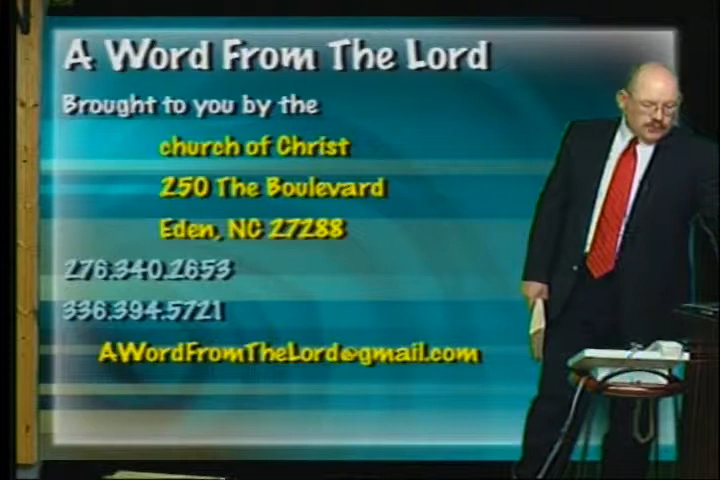 A Word From The Lord
Brought to you by the
church of Christ
250 The Boulevard
Eden, NC 27288
276.340.2653
336.394.5721
AWordFromTheLord@gmail.com